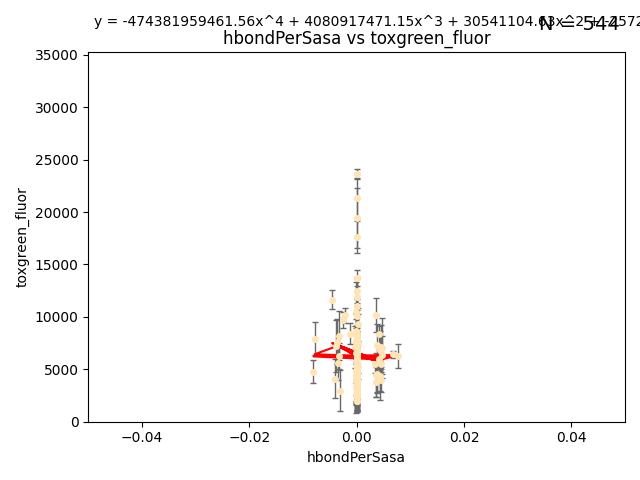 y = -474381959461.56x^4 + 4080917471.15x^3 + 30541104.63x^2 + -2572
N = 544
hbondPerSasa vs toxgreen_fluor
35000
30000
25000
20000
15000
10000
5000
0
toxgreen_fluor
-0.04
-0.02
0.00
0.02
0.04
hbondPerSasa